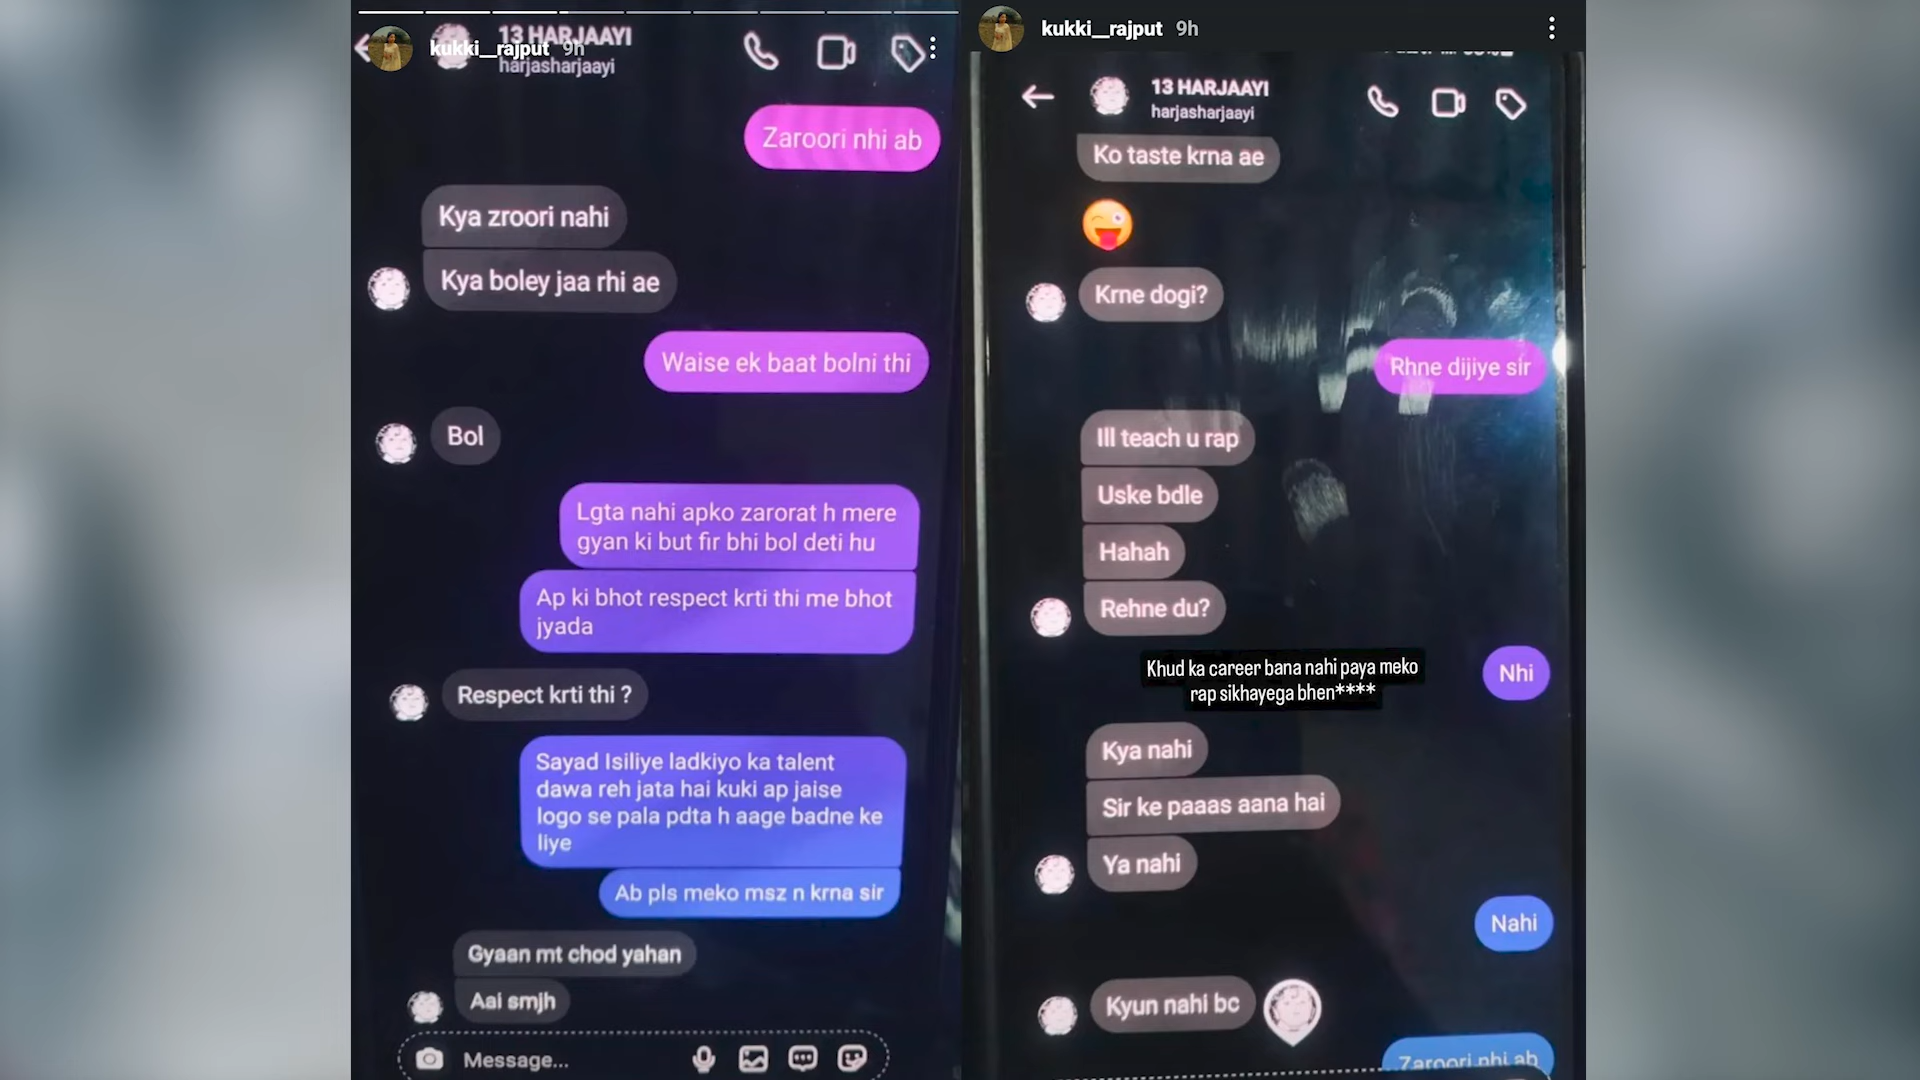 13 HARJAAYI
kukki__rajput 9h
harjasharjaayi
Zaroori nhi ab
Kya zroori nahi
Kya boley jaa rhi ae
Waise ek baat bolni thi
Bol
Lgta nahi apko zarorat h mere
gyan ki but fir bhi bol deti hu
Ap ki bhot respect krti thi me bhot
jyada
Respect krti thi ?
Sayad Isiliye ladkiyo ka talent
dawa reh jata hai kuki ap jaise
logo se pala pdta h aage badne ke
liye
Ab pls meko msz n krna sir
Gyaan mt chod yahan
Aai smjh
Message...
kukki__rajput 9h
13 HARJAAYI
harjasharjaayi
Ko taste krna ae
Krne dogi?
Rhne dijiye sir
Ill teach u rap
Uske bdle
Hahah
Rehne du?
Khud ka career bana nahi paya meko
rap sikhayega bhen****
Nhi
Kya nahi
Sir ke paaas aana hai
Ya nahi
Nahi
Kyun nahi bc
Zaroori nhi ab